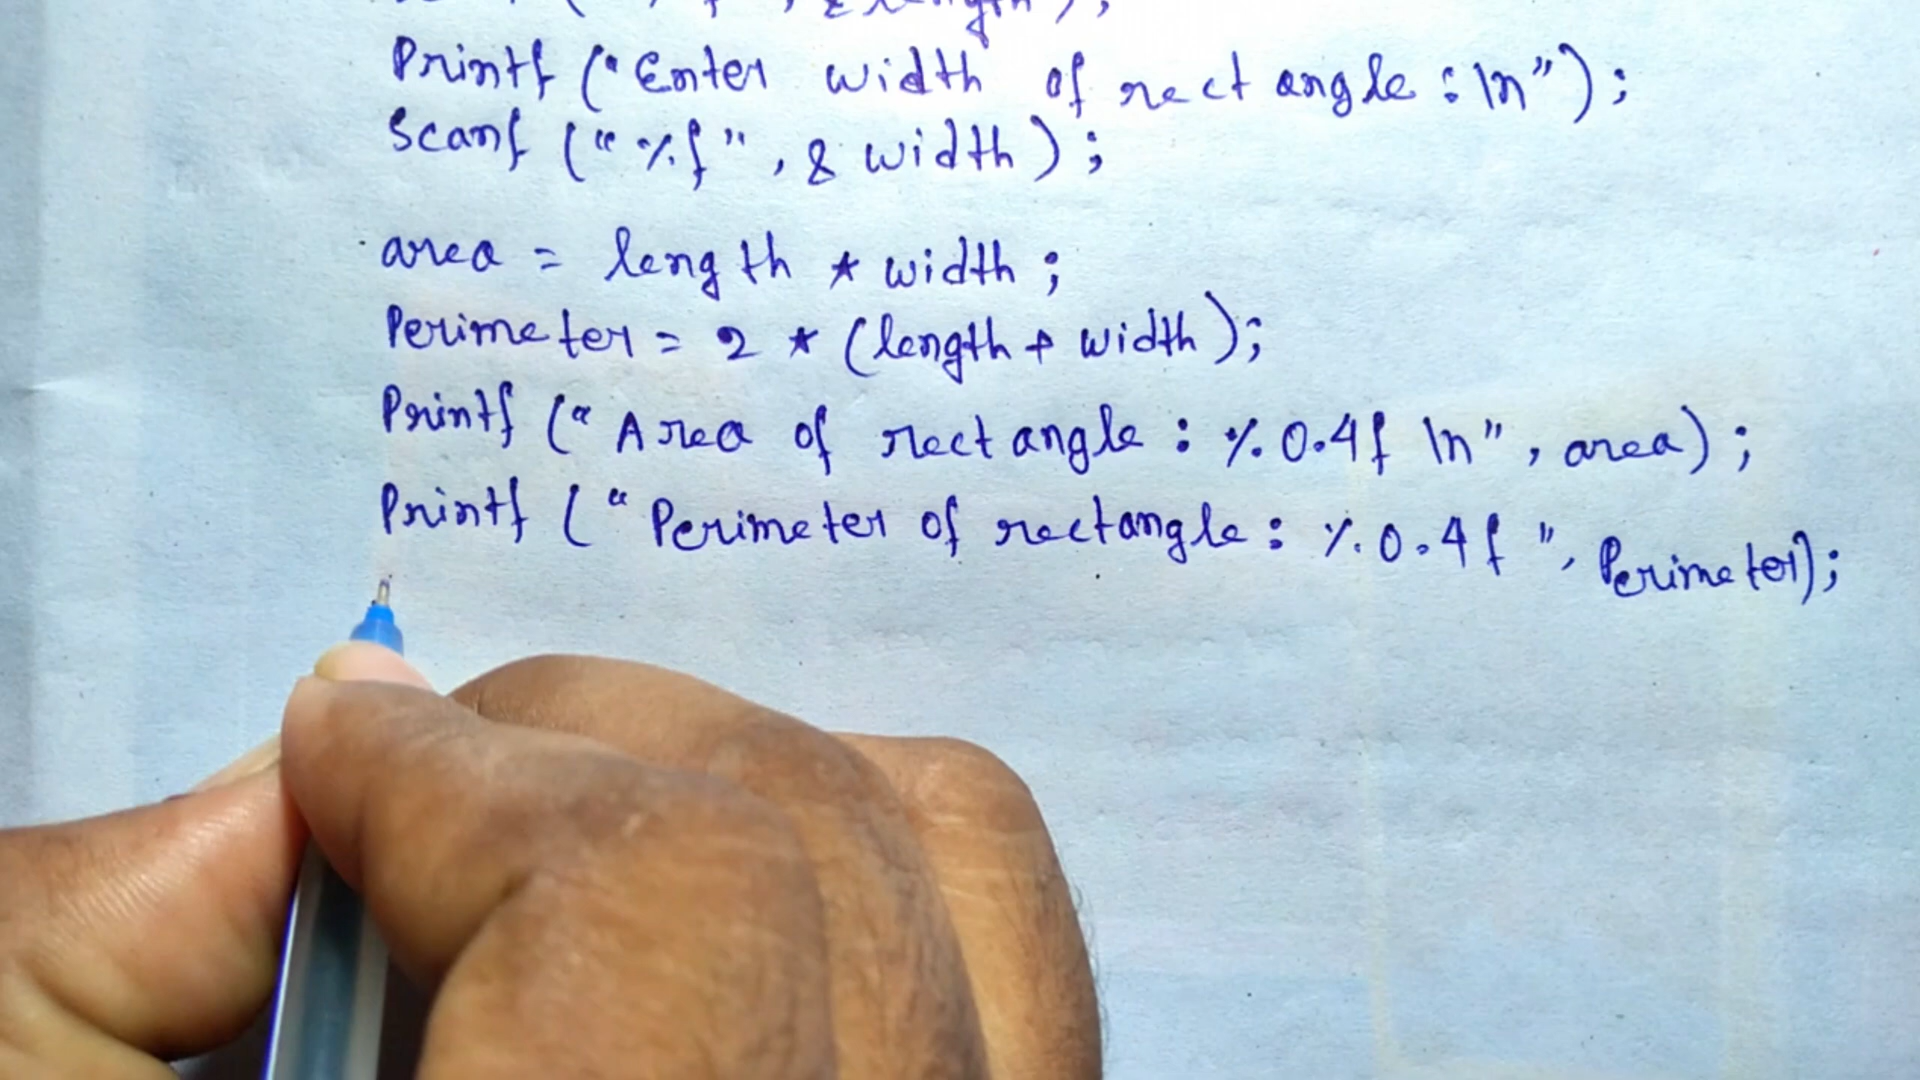 &length);
Printf ("Enter width of rectangle : \n");
Scanf ("%f", &width);
area = length * width;
Perimeter = 2 * (length + width);
Printf ("Area of rectangle : %0.4f \n", area);
Printf ("Perimeter of rectangle : %0.4f ", Perimeter);